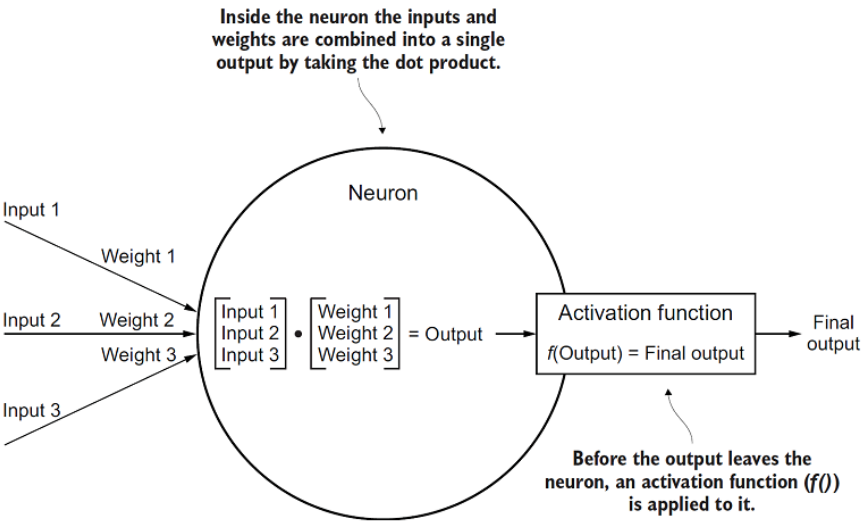 Inside the neuron the inputs and
weights are combined into a single
output by taking the dot product.
Neuron
Input 1
Weight 1
Input 2
Weight 2
Weight 3
Input 3
Input 1
Input 2
Input 3
•
Weight 1
Weight 2
Weight 3
= Output
Activation function
f(Output) = Final output
Final
output
Before the output leaves the
neuron, an activation function (f())
is applied to it.